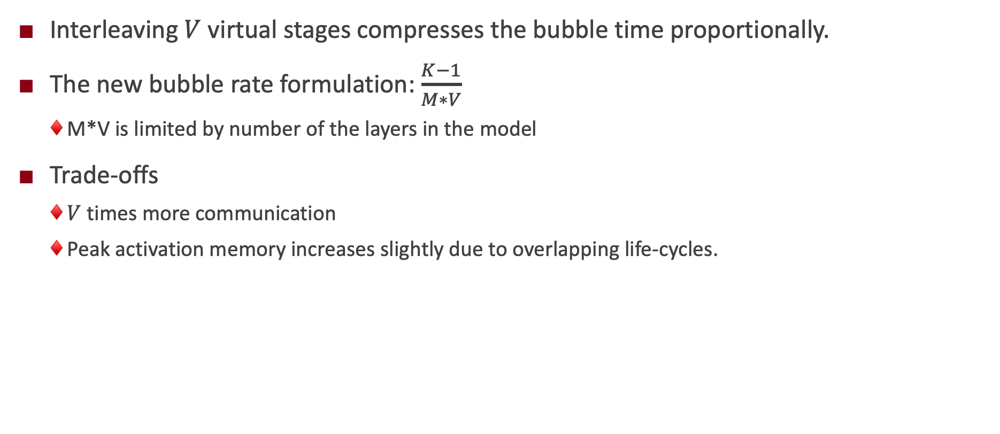 Interleaving V virtual stages compresses the bubble time proportionally.
The new bubble rate formulation: K−1 / M∗V
M*V is limited by number of the layers in the model
Trade-offs
V times more communication
Peak activation memory increases slightly due to overlapping life-cycles.